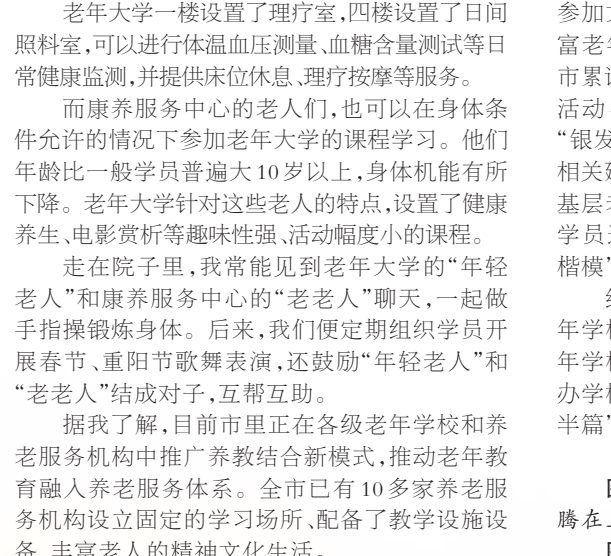 老年大学一楼设置了理疗室，四楼设置了日间
照料室，可以进行体温血压测量、血糖含量测试等日
常健康监测，并提供床位休息、理疗按摩等服务。
而康养服务中心的老人们，也可以在身体条
件允许的情况下参加老年大学的课程学习。他们
年龄比一般学员普遍大10岁以上，身体机能有所
下降。老年大学针对这些老人的特点，设置了健康
养生、电影赏析等趣味性强、活动幅度小的课程。
走在院子里，我常能见到老年大学的“年轻
老人”和康养服务中心的“老老人”聊天，一起做
手指操锻炼身体。后来，我们便定期组织学员开
展春节、重阳节歌舞表演，还鼓励“年轻老人”和
“老老人”结成对子，互帮互助。
据我了解，目前市里正在各级老年学校和养
老服务机构中推广养教结合新模式，推动老年教
育融入养老服务体系。全市已有10多家养老服
务机构设立固定的学习场所、配备了教学设施设
备，丰富老人的精神文化生活。
参加
富老年
市累
活动
“银发
相关
基层
学员
楷模”
年学校
年学校
办学
半篇”
腾在